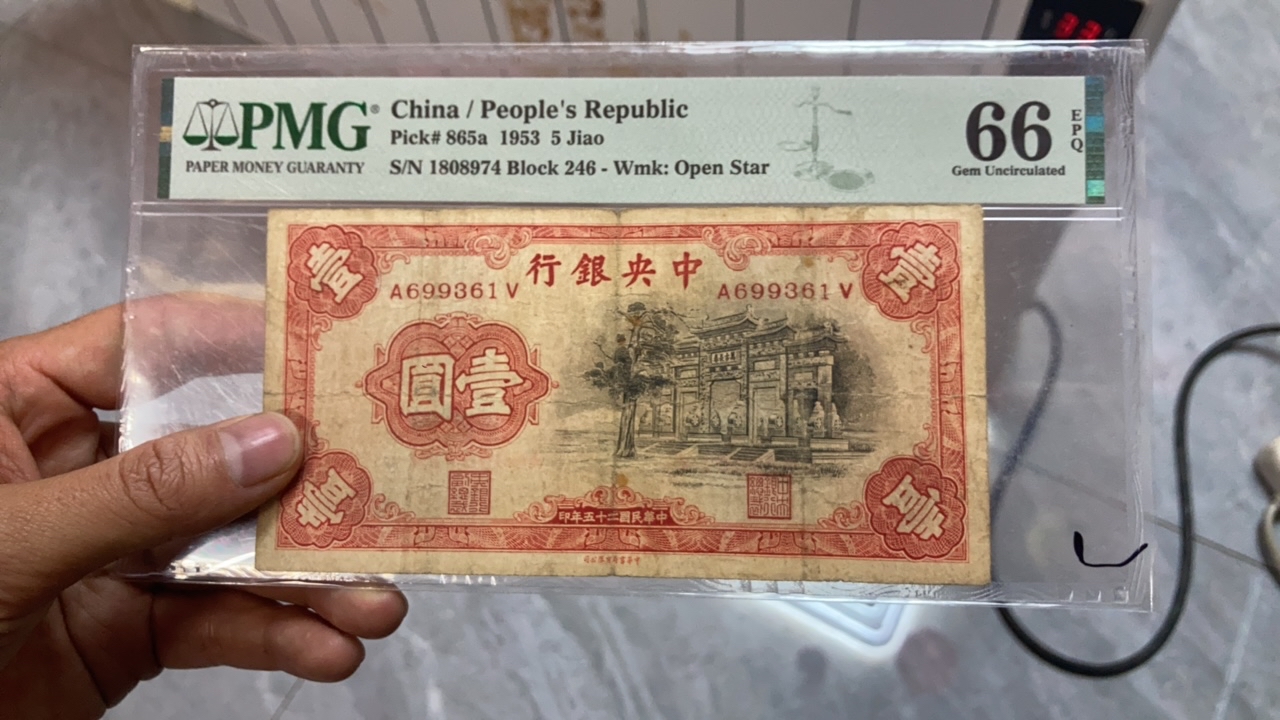 PMG®
PAPER MONEY GUARANTY
China / People's Republic
Pick# 865a 1953 5 Jiao
S/N 1808974 Block 246 - Wmk: Open Star
66
EPQ
Gem Uncirculated
壹
壹
行銀央中
A699361V
A699361V
圓壹
壹
壹
印年五十二國民華中